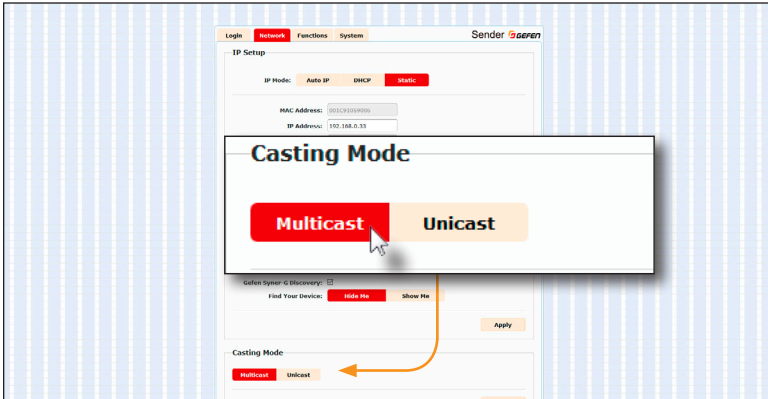 Login Network Functions System Sender Gefen
IP Setup
IP Mode: Auto IP DHCP Static
MAC Address: 001C91059006
IP Address: 192.168.0.33
Casting Mode
Multicast Unicast
Gefen Syner-G Discovery:
Find Your Device: Hide Me Show Me
Apply
Casting Mode
Multicast Unicast